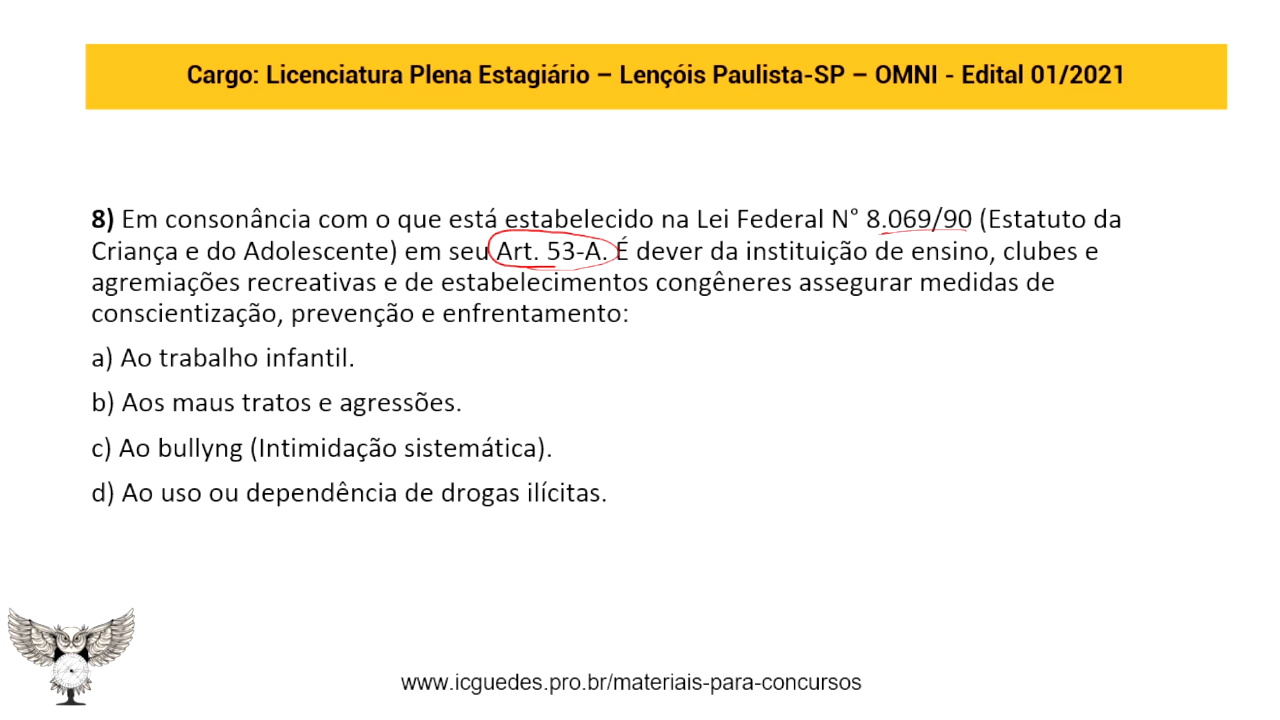 Cargo: Licenciatura Plena Estagiário – Lençóis Paulista-SP – OMNI - Edital 01/2021
8) Em consonância com o que está estabelecido na Lei Federal N° 8.069/90 (Estatuto da
Criança e do Adolescente) em seu Art. 53-A. É dever da instituição de ensino, clubes e
agremiações recreativas e de estabelecimentos congêneres assegurar medidas de
conscientização, prevenção e enfrentamento:
a) Ao trabalho infantil.
b) Aos maus tratos e agressões.
c) Ao bullyng (Intimidação sistemática).
d) Ao uso ou dependência de drogas ilícitas.
www.icguedes.pro.br/materiais-para-concursos